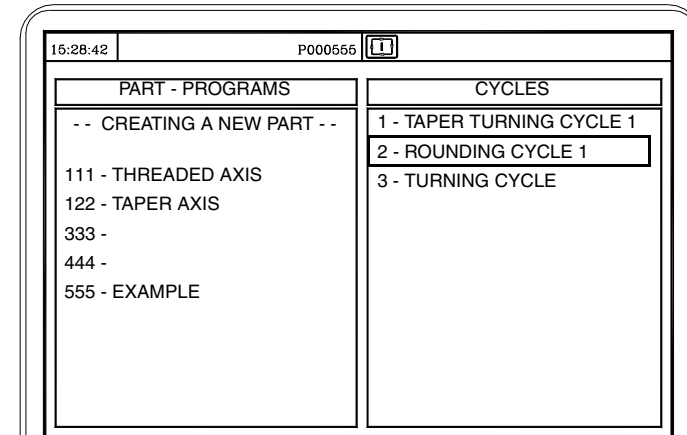 15:28:42 P000555
PART - PROGRAMS
- - CREATING A NEW PART - -
111 - THREADED AXIS
122 - TAPER AXIS
333 -
444 -
555 - EXAMPLE
CYCLES
1 - TAPER TURNING CYCLE 1
2 - ROUNDING CYCLE 1
3 - TURNING CYCLE